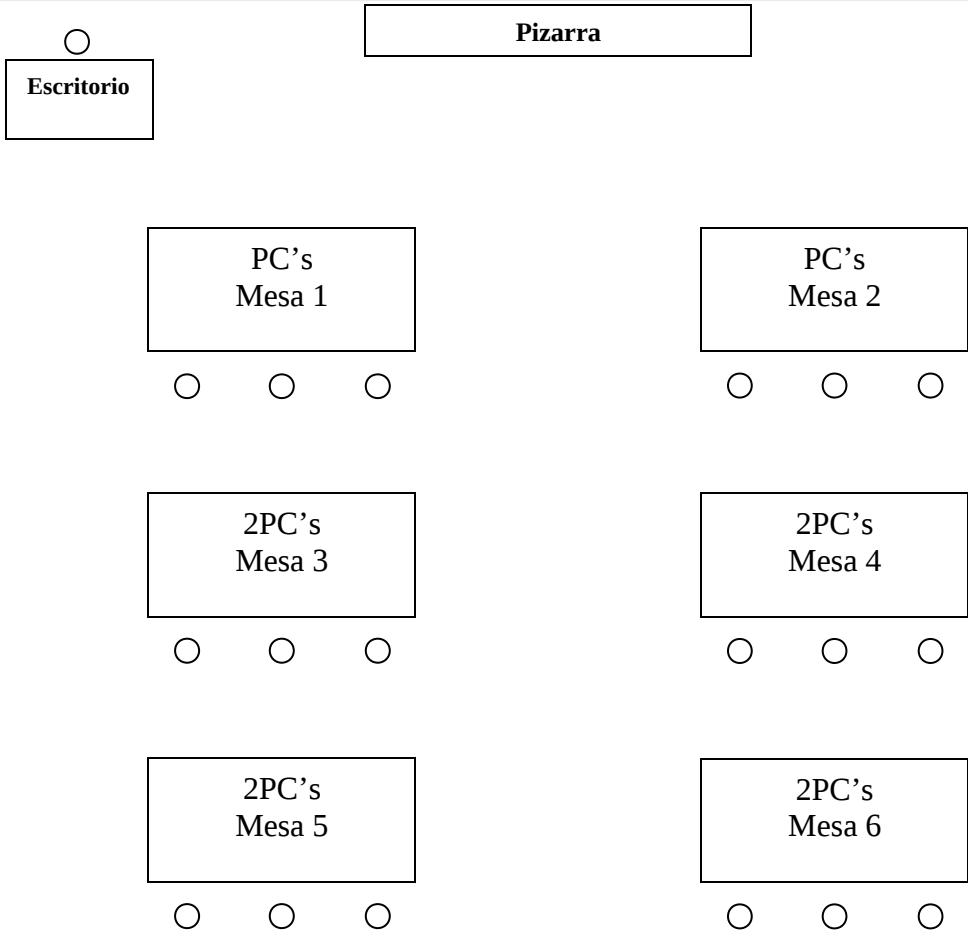 Pizarra
Escritorio
PC’s
Mesa 1
PC’s
Mesa 2
2PC’s
Mesa 3
2PC’s
Mesa 4
2PC’s
Mesa 5
2PC’s
Mesa 6